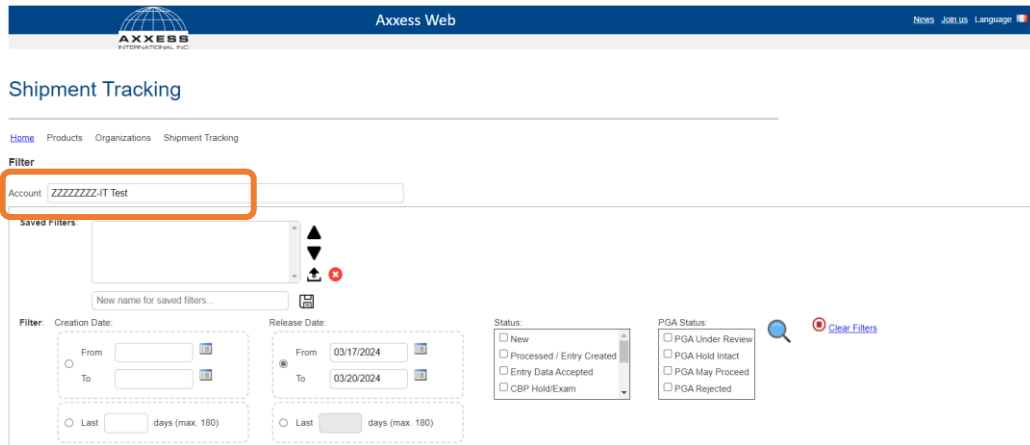 Axxess Web
News Join us Language
AXXESS
INTERNATIONAL INC
Shipment Tracking
Home Products Organizations Shipment Tracking
Filter
Account ZZZZZZZZ-IT Test
Saved Filters:
New name for saved filters...
Filter: Creation Date: Release Date: Status: PGA Status:
New PGA Under Review Clear Filters
From From 03/17/2024 Processed / Entry Created PGA Hold Intact
Entry Data Accepted PGA May Proceed
To To 03/20/2024 CBP Hold/Exam PGA Rejected
Last days (max. 180) Last days (max. 180)